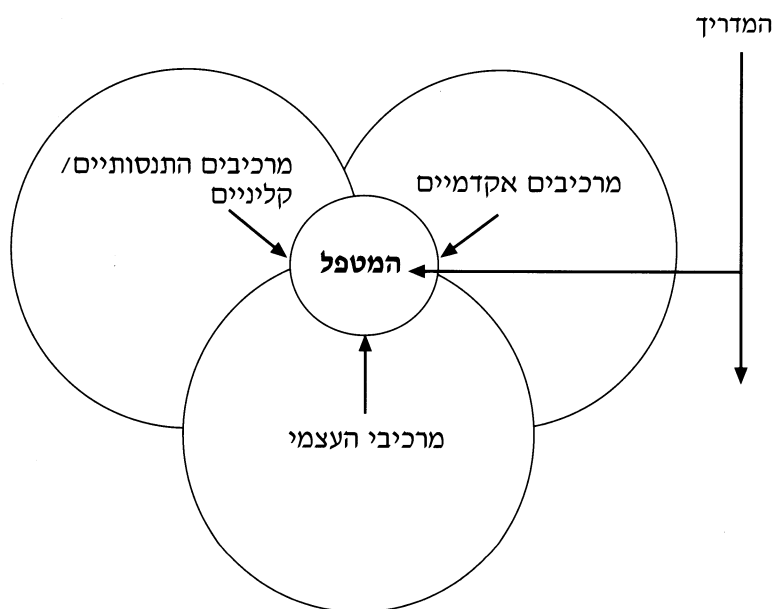 המדריך
מרכיבים אקדמיים
מרכיבים התנסותיים/
קליניים
המטפל
מרכיבי העצמי